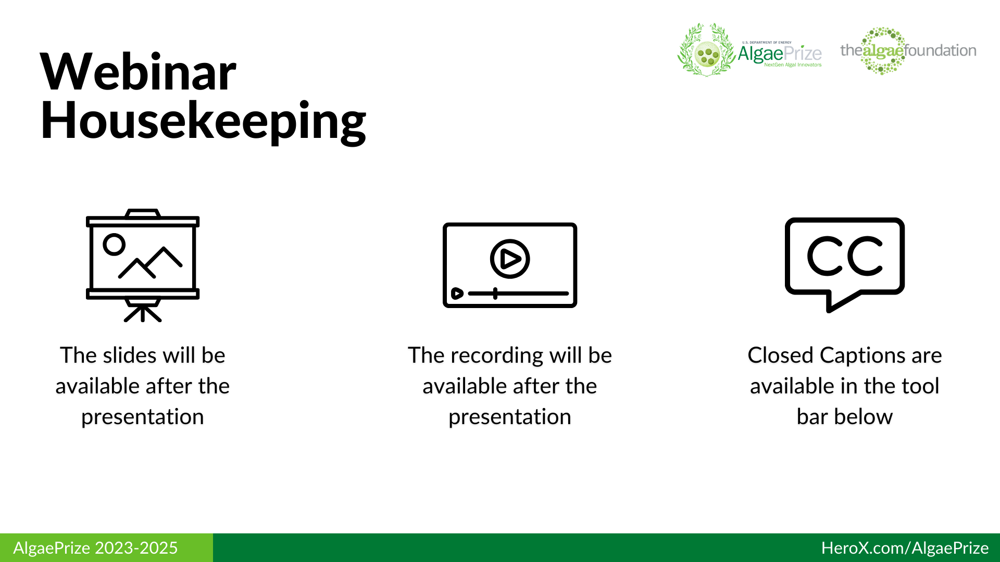 U.S. DEPARTMENT OF ENERGY
AlgaePrize
NextGen Algal Innovators
thealgaefoundation
Webinar
Housekeeping
CC
The slides will be
available after the
presentation
The recording will be
available after the
presentation
Closed Captions are
available in the tool
bar below
AlgaePrize 2023-2025
HeroX.com/AlgaePrize